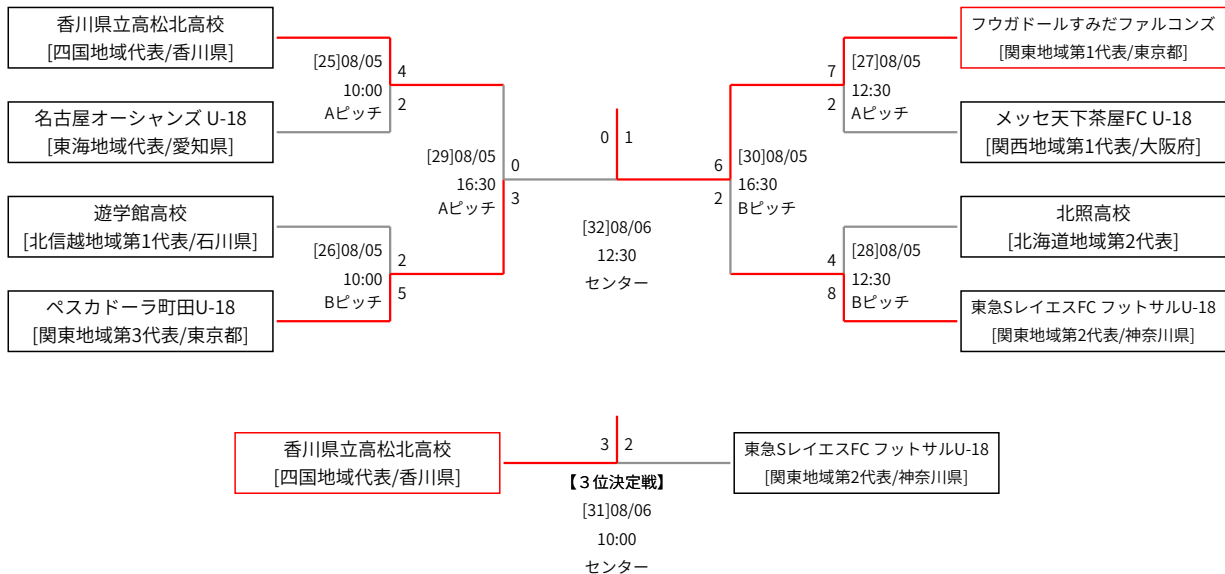 香川県立高松北高校
[四国地域代表/香川県]
[25]08/05
10:00
Aピッチ
4
2
名古屋オーシャンズ U-18
[東海地域代表/愛知県]
[29]08/05
16:30
Aピッチ
0
3
遊学館高校
[北信越地域第1代表/石川県]
[26]08/05
10:00
Bピッチ
2
5
ペスカドーラ町田U-18
[関東地域第3代表/東京都]
0
1
[32]08/06
12:30
センター
フウガドールすみだファルコンズ
[関東地域第1代表/東京都]
7
2
[27]08/05
12:30
Aピッチ
メッセ天下茶屋FC U-18
[関西地域第1代表/大阪府]
6
2
[30]08/05
16:30
Bピッチ
北照高校
[北海道地域第2代表]
4
8
[28]08/05
12:30
Bピッチ
東急SレイエスFC フットサルU-18
[関東地域第2代表/神奈川県]
香川県立高松北高校
[四国地域代表/香川県]
3
2
【３位決定戦】
[31]08/06
10:00
センター
東急SレイエスFC フットサルU-18
[関東地域第2代表/神奈川県]